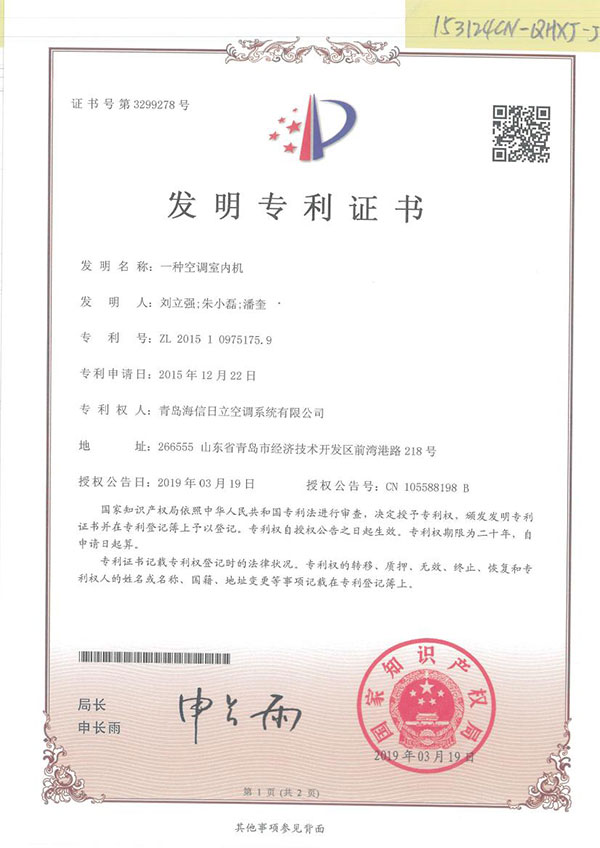 153124CN-QHXJ-J
证书号第3299278号
发明专利证书
发明名称：一种空调室内机
发明人：刘立强;朱小磊;潘奎
专利号：ZL 2015 1 0975175.9
专利申请日：2015年12月22日
专利权人：青岛海信日立空调系统有限公司
地址：266555 山东省青岛市经济技术开发区前湾港路218号
授权公告日：2019年03月19日 授权公告号：CN 105588198 B
国家知识产权局依照中华人民共和国专利法进行审查，决定授予专利权，颁发发明专利
证书并在专利登记簿上予以登记。专利权自授权公告之日起生效。专利权期限为二十年，自
申请日起算。
专利证书记载专利权登记时的法律状况。专利权的转移、质押、无效、终止、恢复和专
利权人的姓名或名称、国籍、地址变更等事项记载在专利登记簿上。
局长
申长雨
申长雨
国家知识产权局
2019年03月19日
第1页(共2页)
其他事项参见背面